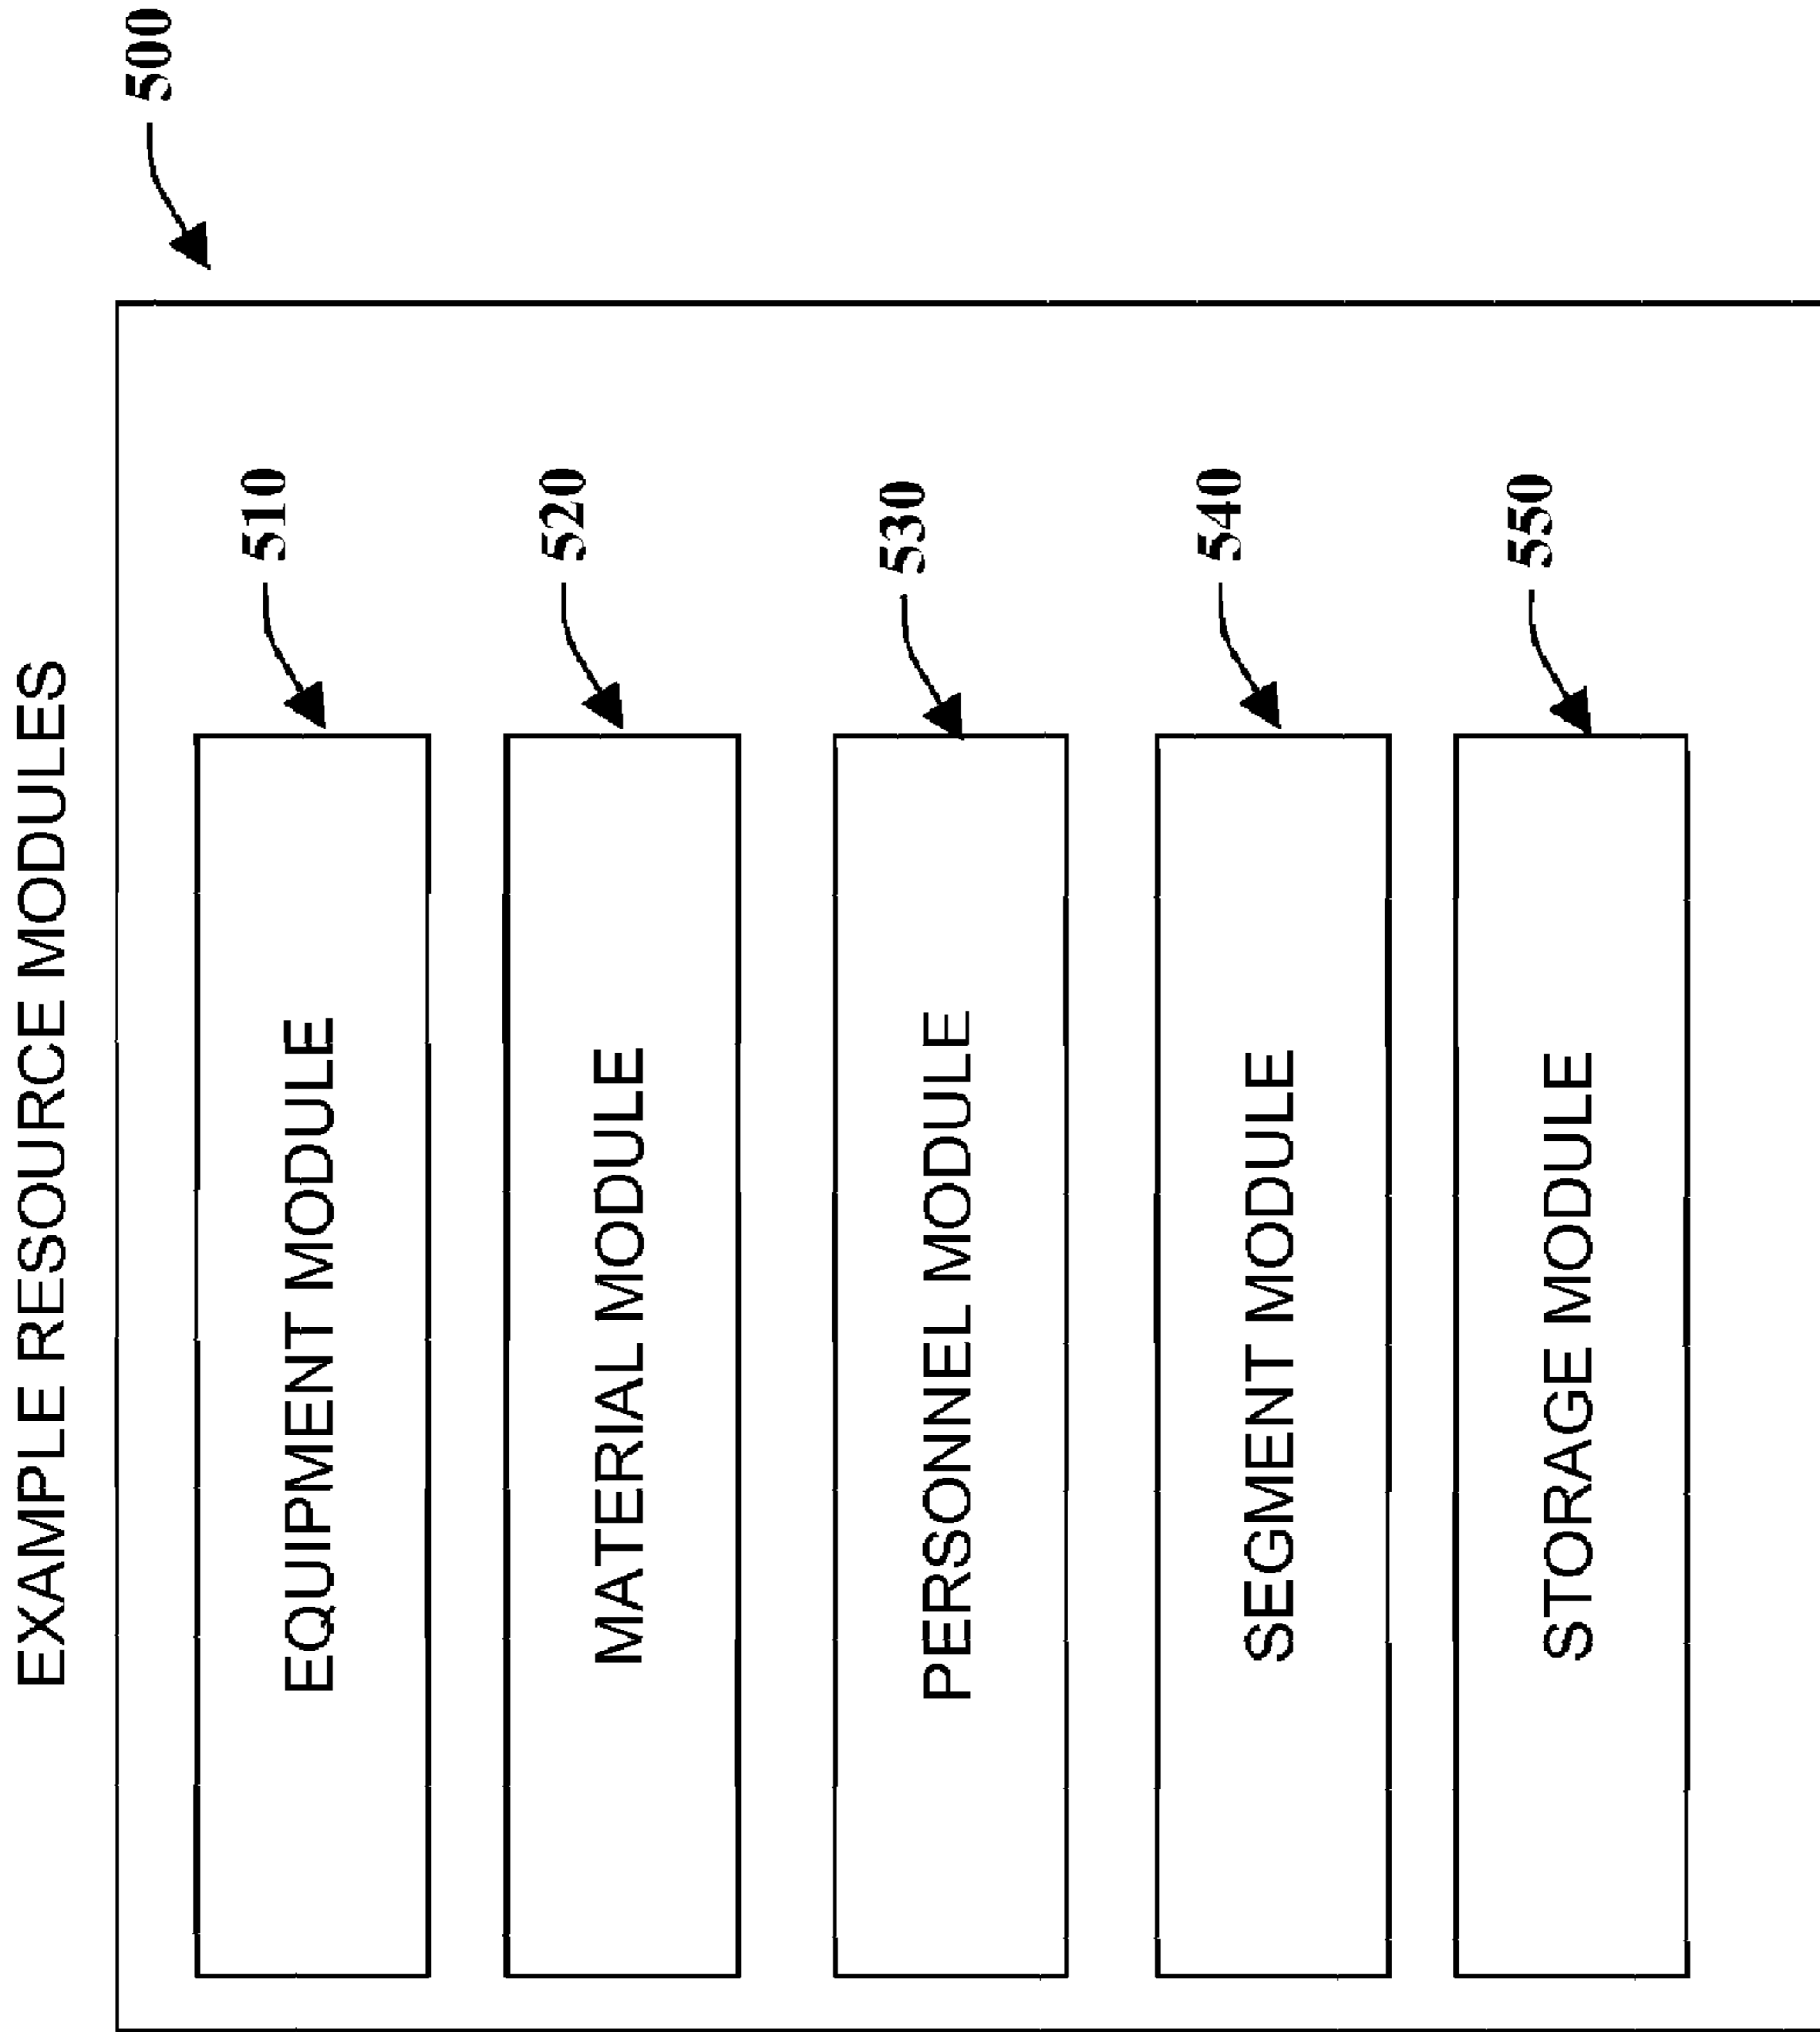 EXAMPLE RESOURCE MODULES
500
EQUIPMENT MODULE
510
MATERIAL MODULE
520
PERSONNEL MODULE
530
SEGMENT MODULE
540
STORAGE MODULE
550